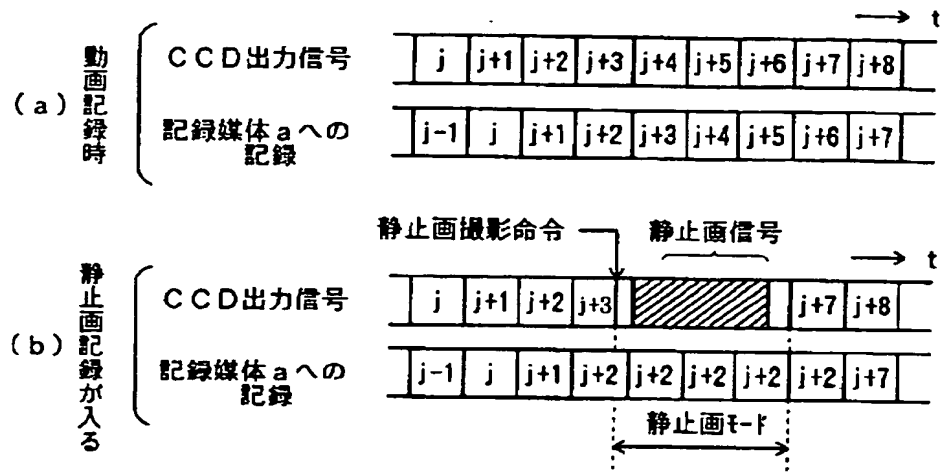 t
(a)
動画記録時
CCD出力信号
j j+1 j+2 j+3 j+4 j+5 j+6 j+7 j+8
記録媒体aへの
記録
j-1 j j+1 j+2 j+3 j+4 j+5 j+6 j+7
静止画撮影命令
静止画信号
t
(b)
静止画記録が入る
CCD出力信号
j j+1 j+2 j+3 j+7 j+8
記録媒体aへの
記録
j-1 j j+1 j+2 j+2 j+2 j+2 j+2 j+7
静止画モード